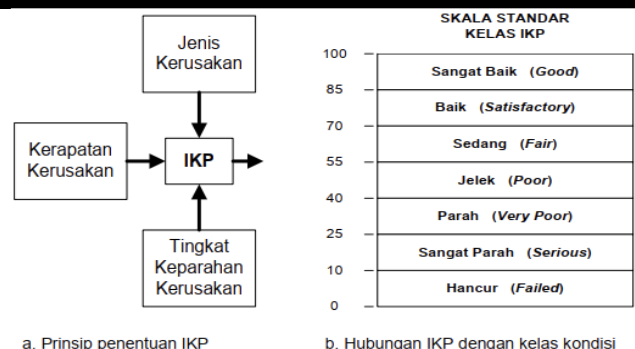 Jenis
Kerusakan
Kerapatan
Kerusakan
IKP
Tingkat
Keparahan
Kerusakan
a. Prinsip penentuan IKP
SKALA STANDAR
KELAS IKP
100
Sangat Baik (Good)
85
Baik (Satisfactory)
70
Sedang (Fair)
55
Jelek (Poor)
40
Parah (Very Poor)
25
Sangat Parah (Serious)
10
Hancur (Failed)
0
b. Hubungan IKP dengan kelas kondisi